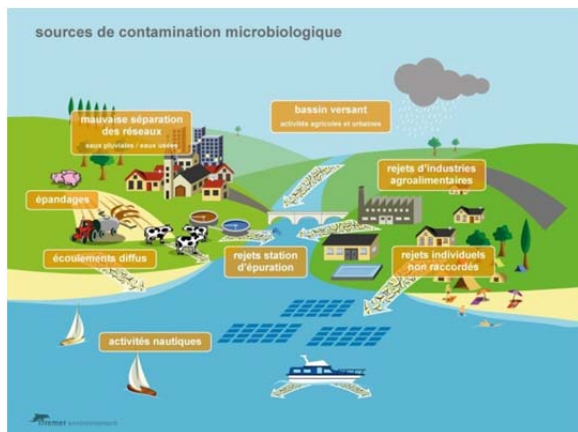 sources de contamination microbiologique
mauvaise séparation
des réseaux
eaux pluviales / eaux usées
bassin versant
activités agricoles et urbaines
rejets d'industries
agroalimentaires
épandages
écoulements diffus
rejets station
d'épuration
rejets individuels
non raccordés
activités nautiques
Ifremer environnement